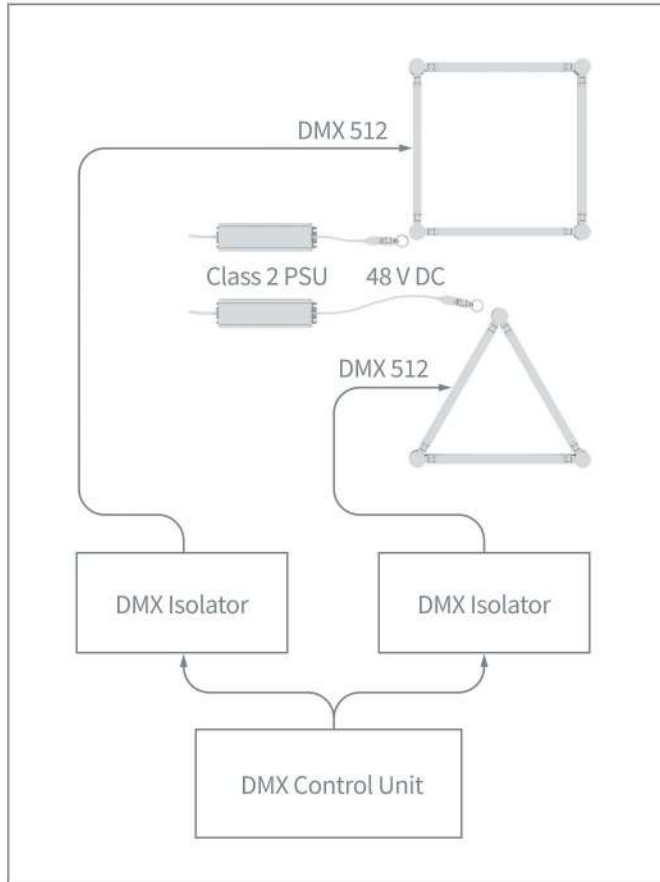 DMX 512
Class 2 PSU 48 V DC
DMX 512
DMX Isolator DMX Isolator
DMX Control Unit